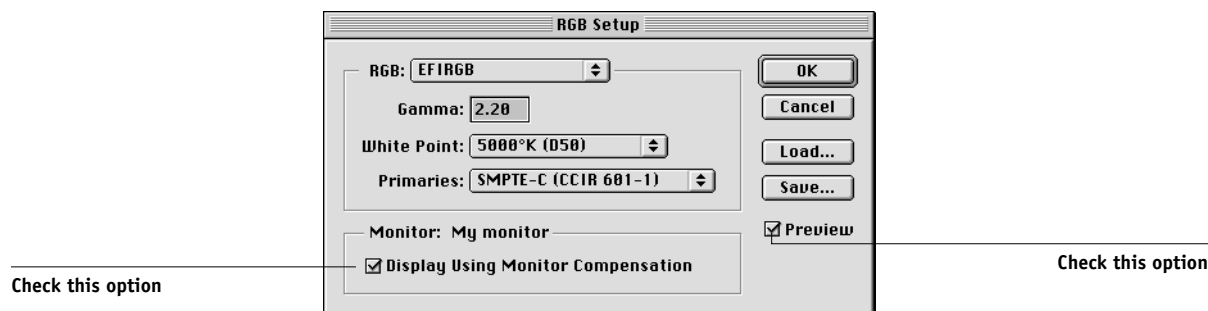 RGB Setup
RGB: EFIRGB
Gamma: 2.20
White Point: 5000°K (D50)
Primaries: SMPTE-C (CCIR 601-1)
OK
Cancel
Load...
Save...
Preview
Monitor: My monitor
Display Using Monitor Compensation
Check this option
Check this option